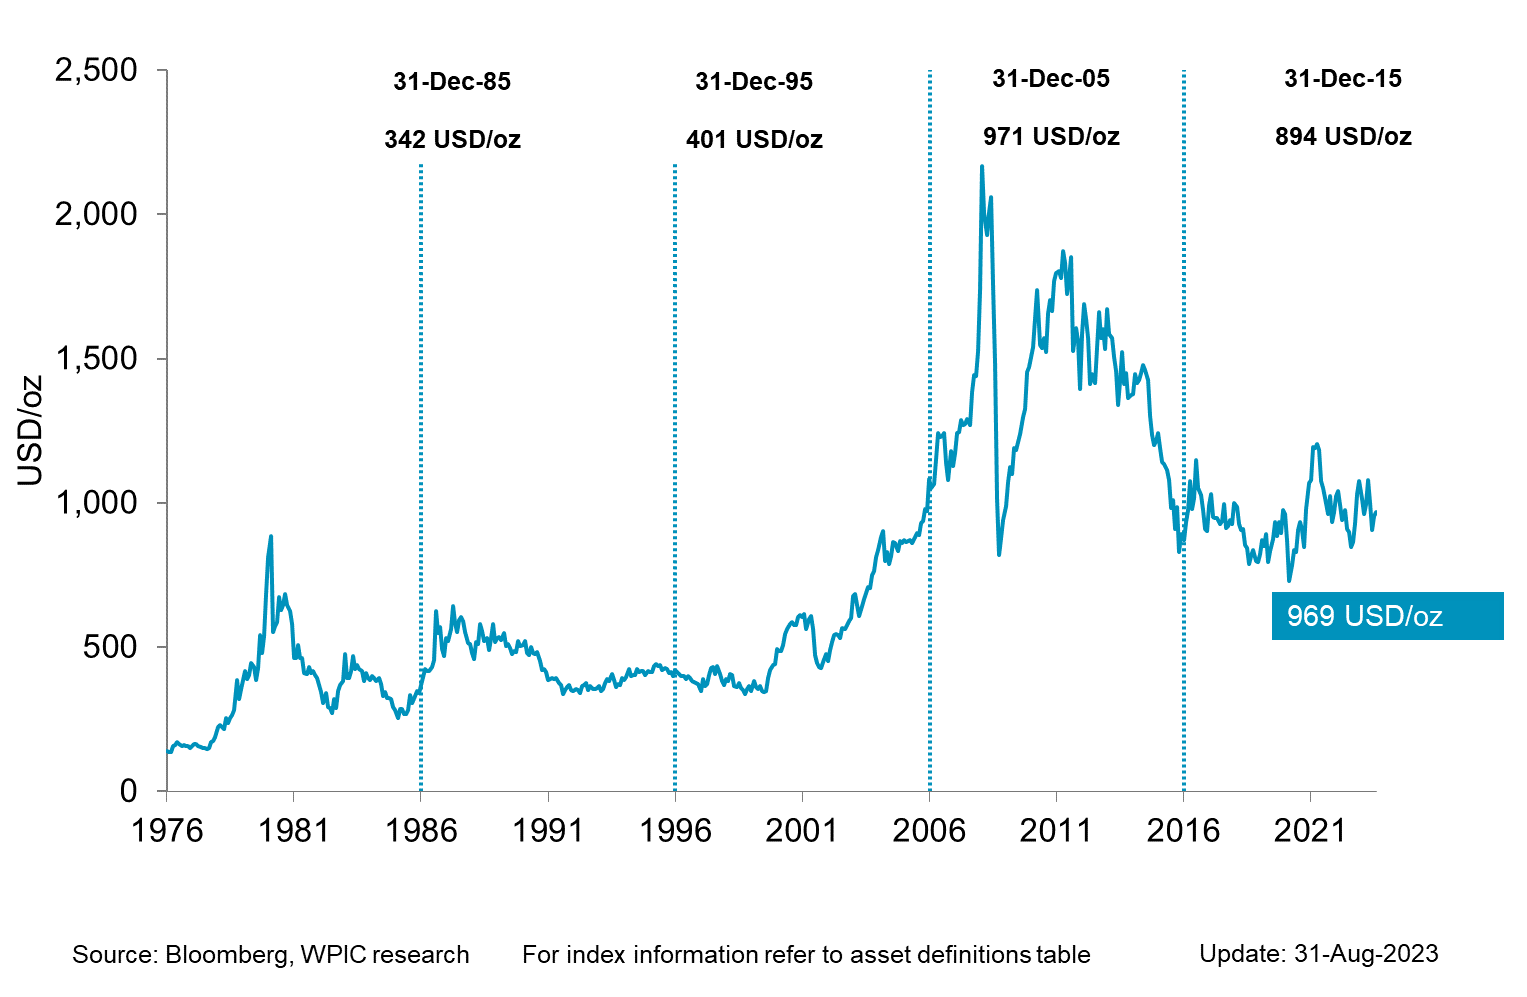 2,500
2,000
1,500
1,000
500
0
USD/oz
31-Dec-85
342 USD/oz
31-Dec-95
401 USD/oz
31-Dec-05
971 USD/oz
31-Dec-15
894 USD/oz
969 USD/oz
1976 1981 1986 1991 1996 2001 2006 2011 2016 2021
Source: Bloomberg, WPIC research For index information refer to asset definitions table Update: 31-Aug-2023